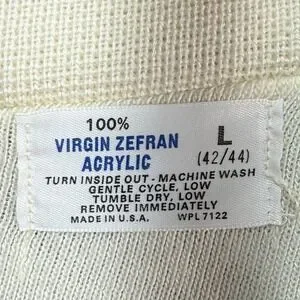 100%
VIRGIN ZEFRAN
ACRYLIC
L
(42/44)
TURN INSIDE OUT - MACHINE WASH
GENTLE CYCLE, LOW
TUMBLE DRY, LOW
REMOVE IMMEDIATELY
MADE IN U.S.A. WPL 7122